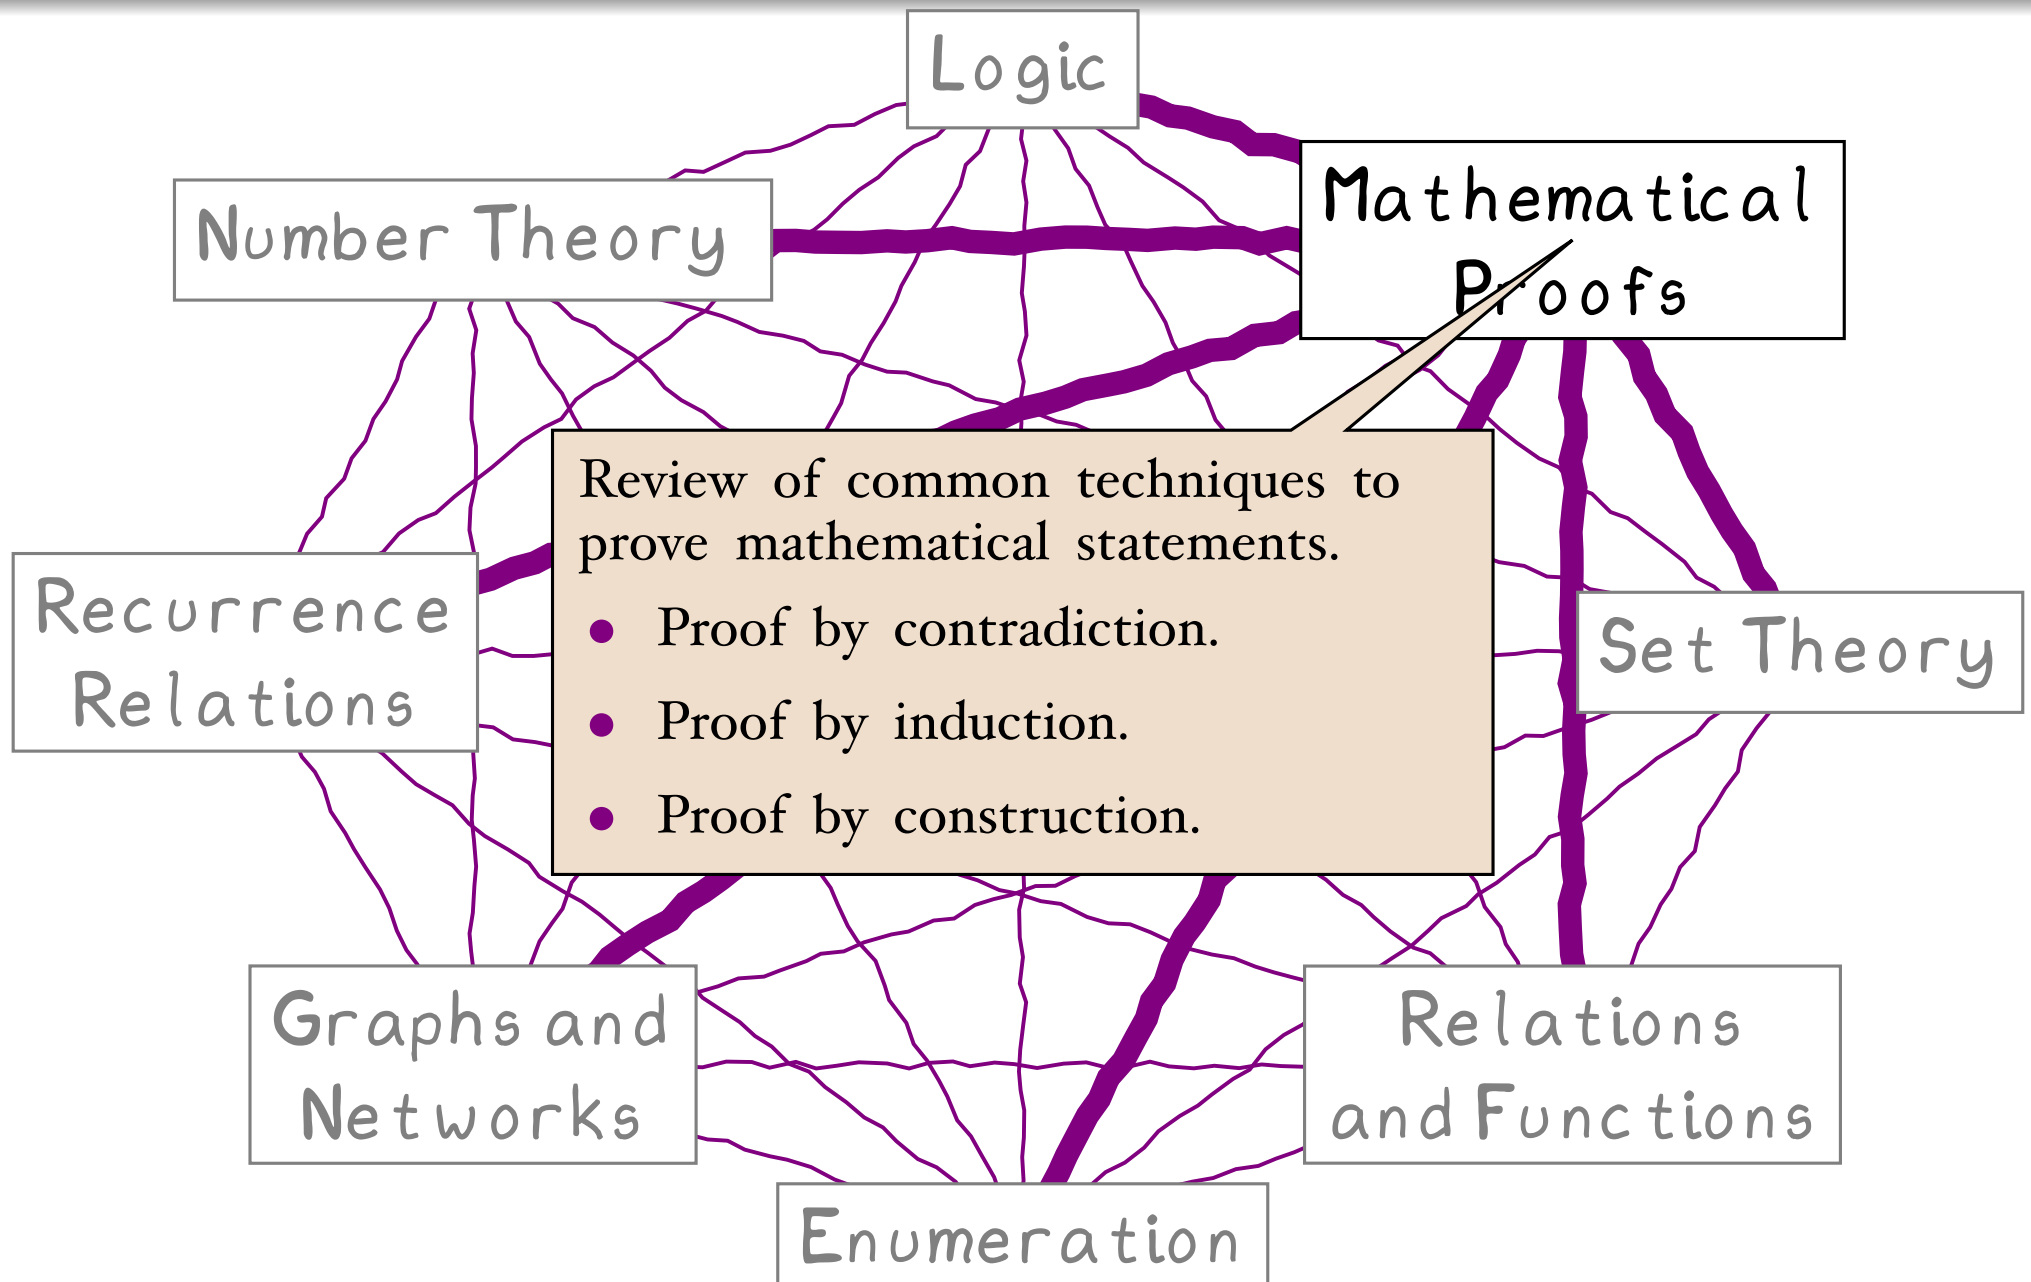 Logic
Mathematical
Proofs
Number Theory
Review of common techniques to
prove mathematical statements.
● Proof by contradiction.
● Proof by induction.
● Proof by construction.
Recurrence
Relations
Set Theory
Graphs and
Networks
Relations
and Functions
Enumeration